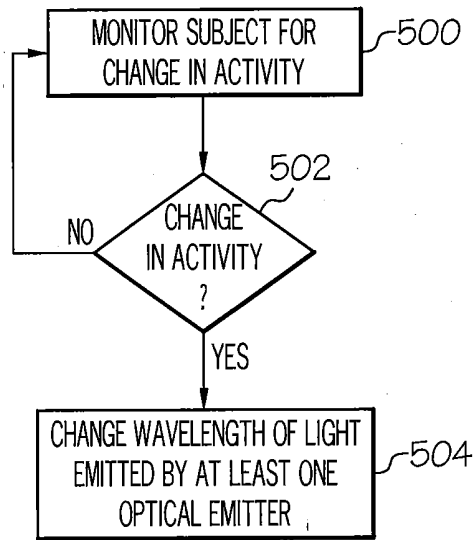 MONITOR SUBJECT FOR
CHANGE IN ACTIVITY
500
502
CHANGE
IN ACTIVITY
?
NO
YES
CHANGE WAVELENGTH OF LIGHT
EMITTED BY AT LEAST ONE
OPTICAL EMITTER
504